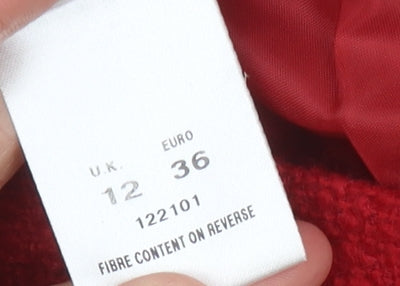 U.K. EURO
12 36
122101
FIBRE CONTENT ON REVERSE